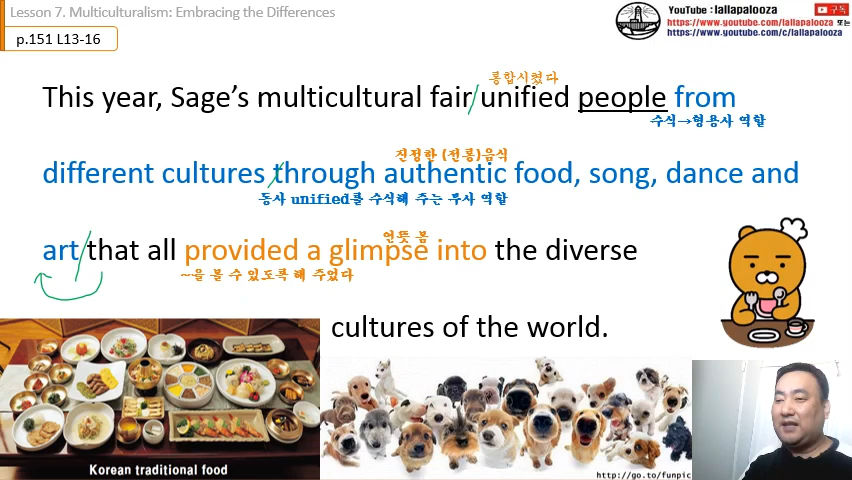 Lesson 7. Multiculturalism: Embracing the Differences
YouTube : lallapalooza
구독
https://www.youtube.com/lallapalooza 또는
https://www.youtube.com/c/lallapalooza
p.151 L13-16
통합시켰다
This year, Sage’s multicultural fair unified people from
수식→형용사 역할
진정한 (전통)음식
different cultures through authentic food, song, dance and
동사 unified를 수식해 주는 부사 역할
언뜻 봄
art that all provided a glimpse into the diverse
~을 볼 수 있도록 해 주었다
cultures of the world.
Korean traditional food
http://go.to/funpic